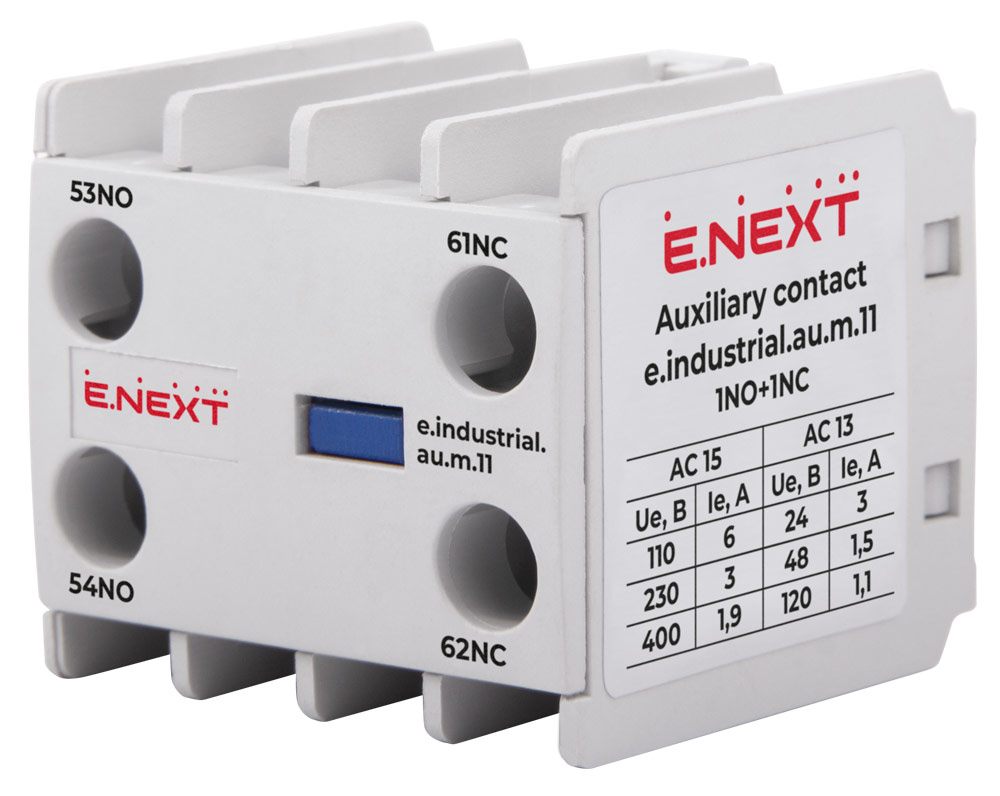 53NO
61NC
E.NEXT
e.industrial.
au.m.11
54NO
62NC
E.NEXT
Auxiliary contact
e.industrial.au.m.11
1NO+1NC
AC 15 AC 13
Ue, B Ie, A Ue, B Ie, A
110 6 24 3
230 3 48 1,5
400 1,9 120 1,1